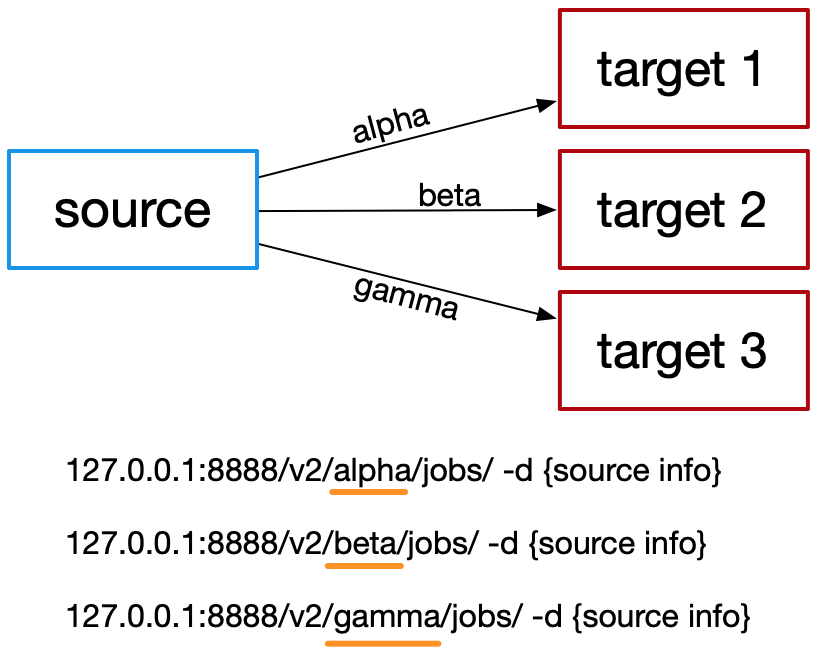 target 1
alpha
source
beta
target 2
gamma
target 3
127.0.0.1:8888/v2/alpha/jobs/ -d {source info}
127.0.0.1:8888/v2/beta/jobs/ -d {source info}
127.0.0.1:8888/v2/gamma/jobs/ -d {source info}